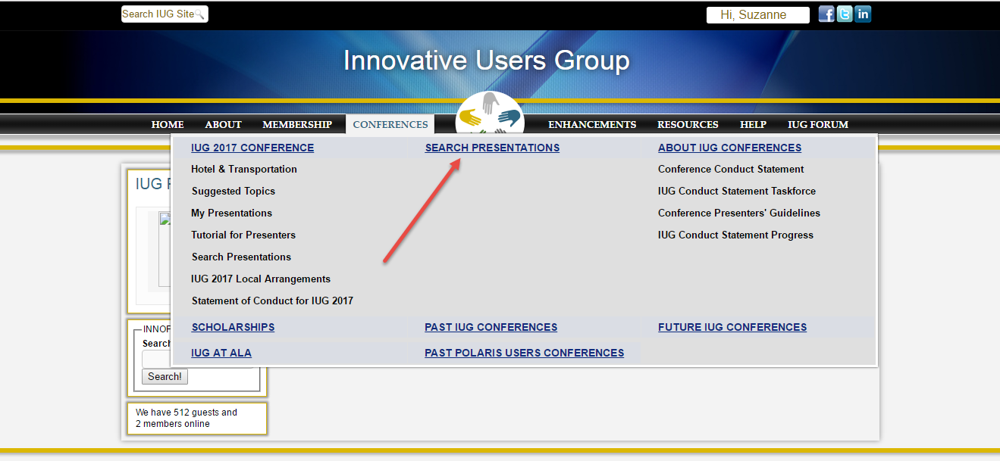 Search IUG Site
Hi, Suzanne
Innovative Users Group
HOME ABOUT MEMBERSHIP CONFERENCES ENHANCEMENTS RESOURCES HELP IUG FORUM
IUG 2017 CONFERENCE
Hotel & Transportation
Suggested Topics
My Presentations
Tutorial for Presenters
Search Presentations
IUG 2017 Local Arrangements
Statement of Conduct for IUG 2017
SEARCH PRESENTATIONS
ABOUT IUG CONFERENCES
Conference Conduct Statement
IUG Conduct Statement Taskforce
Conference Presenters' Guidelines
IUG Conduct Statement Progress
SCHOLARSHIPS PAST IUG CONFERENCES FUTURE IUG CONFERENCES
IUG AT ALA PAST POLARIS USERS CONFERENCES
IUG
Search
Search!
We have 512 guests and
2 members online